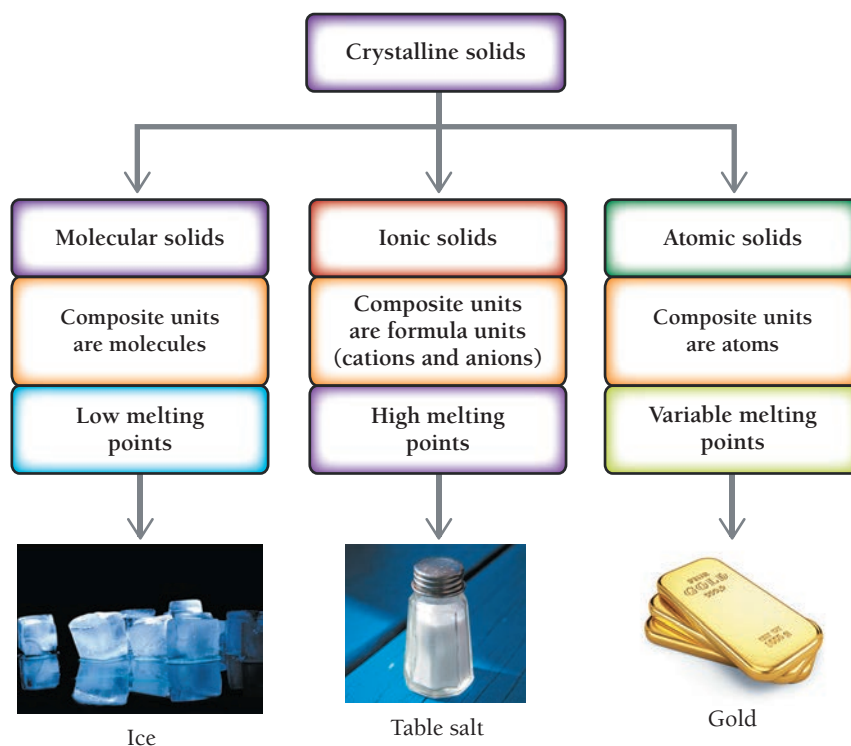 Crystalline solids
Molecular solids
Composite units
are molecules
Low melting
points
Ice
Ionic solids
Composite units
are formula units
(cations and anions)
High melting
points
Table salt
Atomic solids
Composite units
are atoms
Variable melting
points
GOLD
Gold